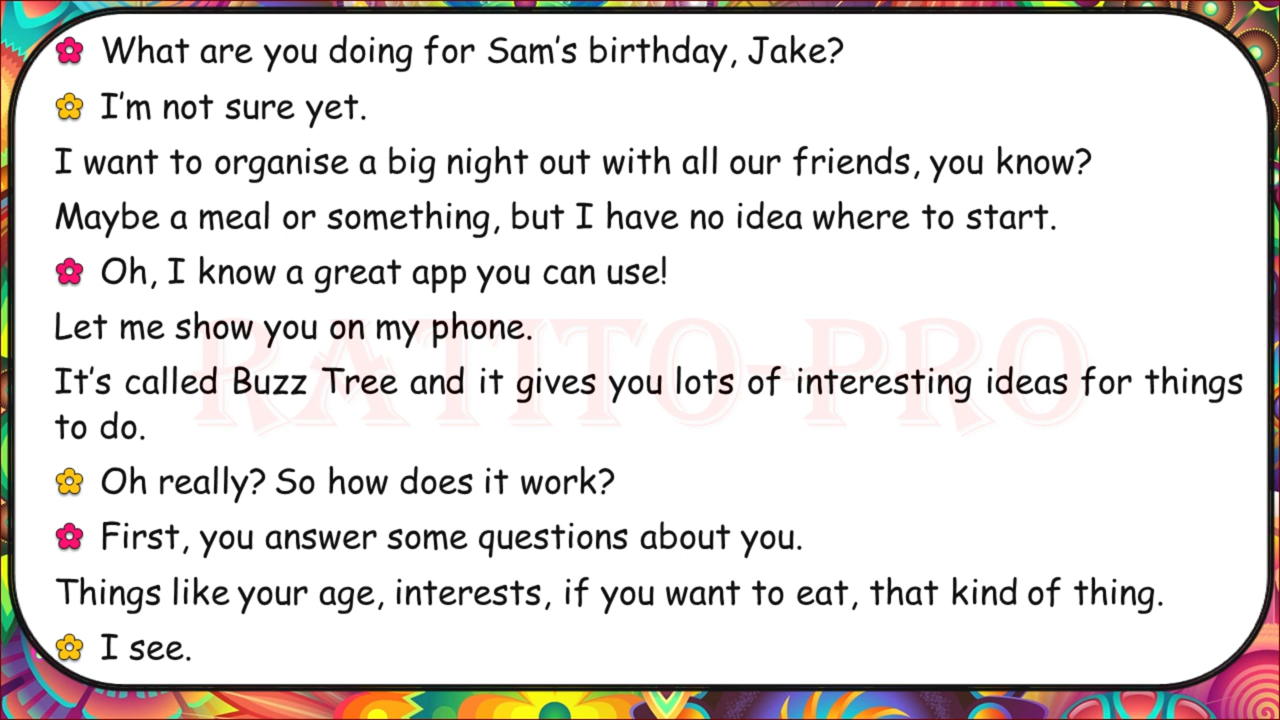 What are you doing for Sam's birthday, Jake?
I'm not sure yet.
I want to organise a big night out with all our friends, you know?
Maybe a meal or something, but I have no idea where to start.
Oh, I know a great app you can use!
Let me show you on my phone.
RATITO-PRO
It's called Buzz Tree and it gives you lots of interesting ideas for things
to do.
Oh really? So how does it work?
First, you answer some questions about you.
Things like your age, interests, if you want to eat, that kind of thing.
I see.